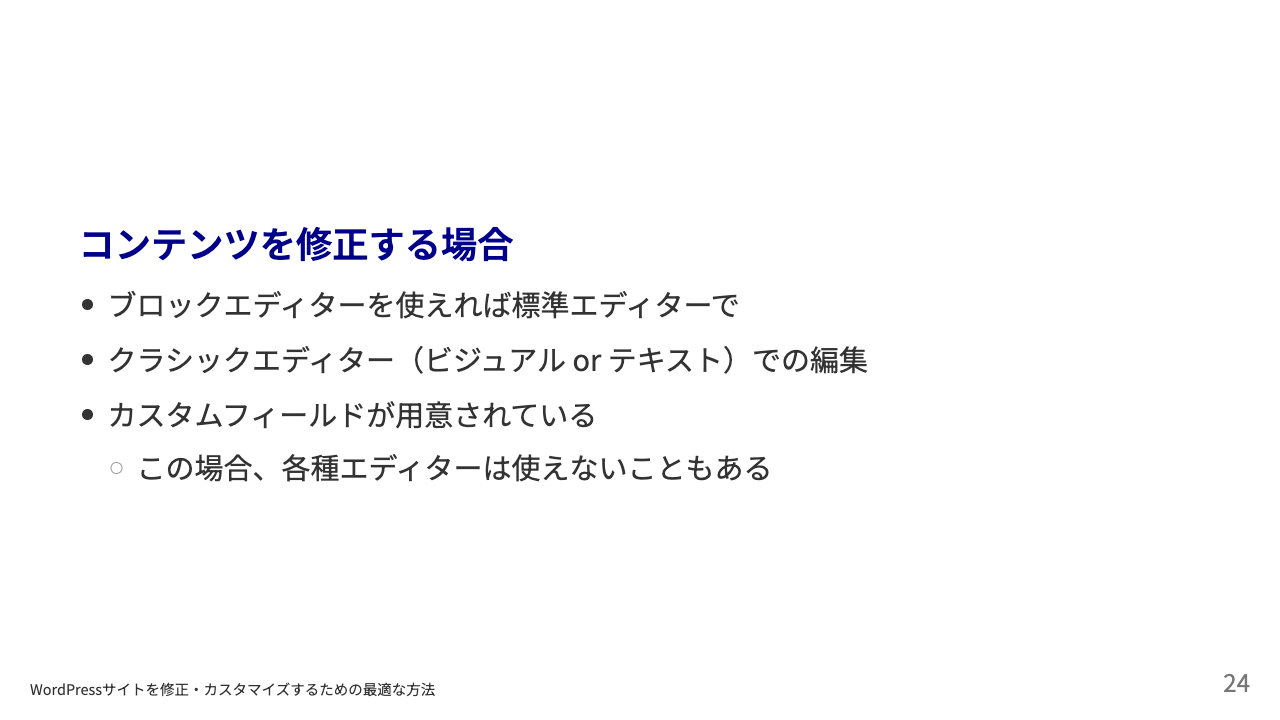 コンテンツを修正する場合
ブロックエディターを使えれば標準エディターで
クラシックエディター（ビジュアル or テキスト）での編集
カスタムフィールドが用意されている
この場合、各種エディターは使えないこともある
WordPressサイトを修正・カスタマイズするための最適な方法
24